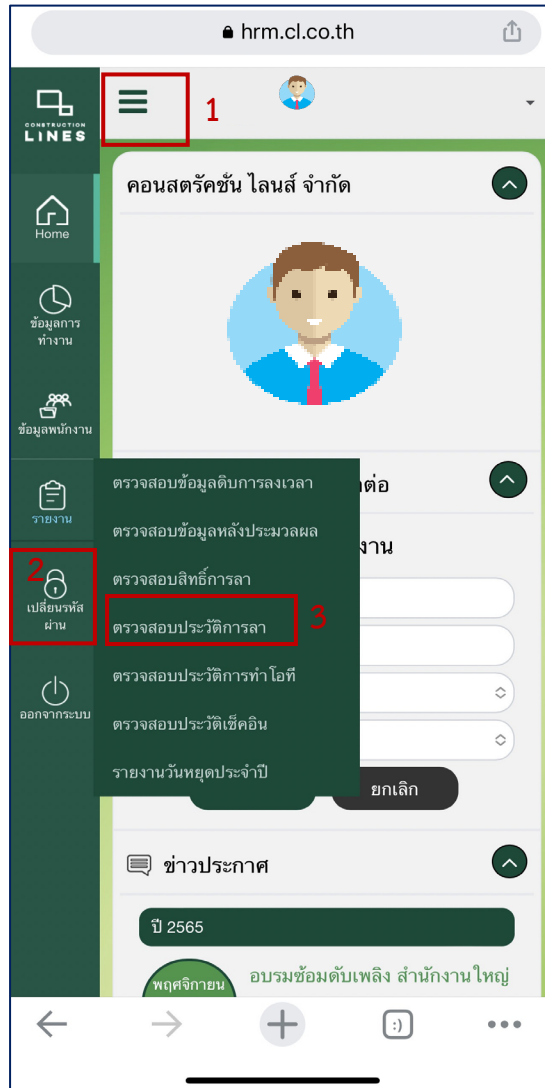 hrm.cl.co.th
CONSTRUCTION
LINES
1
คอนสตรัคชัน ไลนส์ จำกัด
Home
ข้อมูลการ
ทำงาน
ข้อมูลพนักงาน
รายงาน
2
เปลี่ยนรหัส
ผ่าน
ออกจากระบบ
ตรวจสอบข้อมูลดิบการลงเวลา
ตรวจสอบข้อมูลหลังประมวลผล
ตรวจสอบสิทธิ์การลา
ตรวจสอบประวัติการลา
3
ตรวจสอบประวัติการทำโอที
ตรวจสอบประวัติเช็คอิน
รายงานวันหยุดประจำปี
ต่อ
งาน
ยกเลิก
ข่าวประกาศ
ปี 2565
พฤศจิกายน
อบรมซ้อมดับเพลิง สำนักงานใหญ่
:)